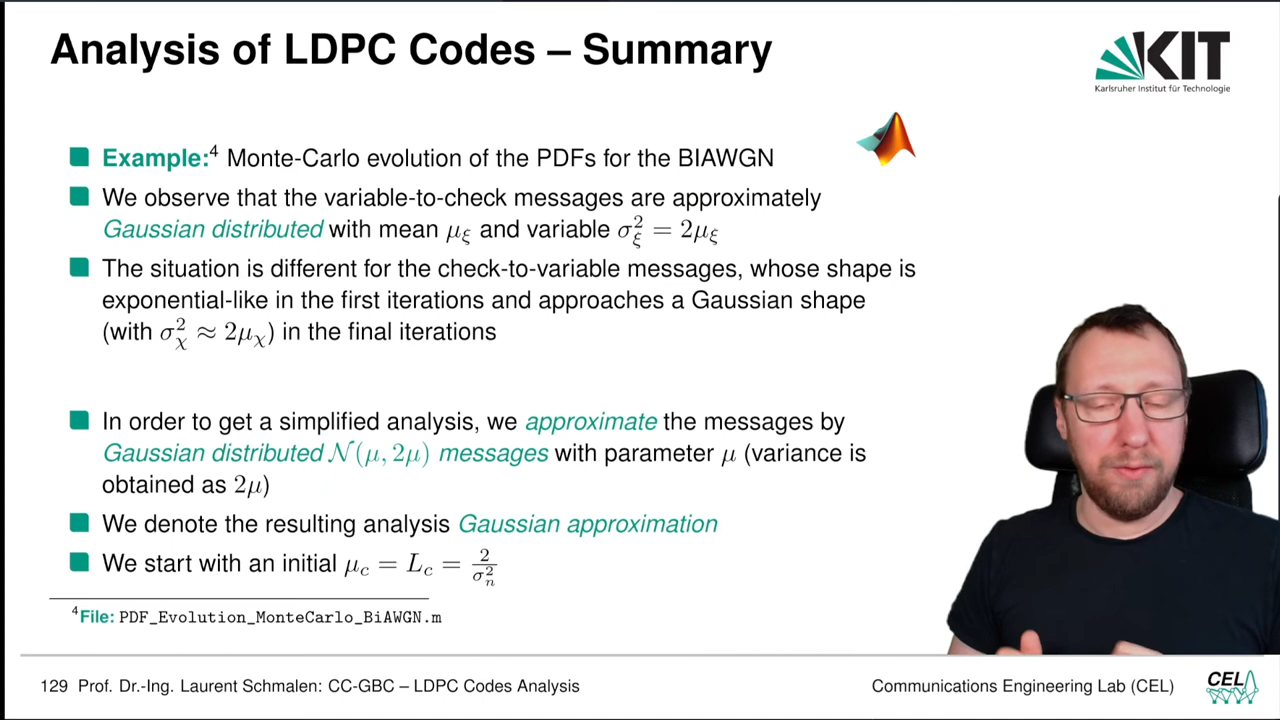 Analysis of LDPC Codes – Summary
KIT
Karlsruher Institut für Technologie
Example:⁴ Monte-Carlo evolution of the PDFs for the BIAWGN
We observe that the variable-to-check messages are approximately
Gaussian distributed with mean μ_ξ and variable σ_ξ² = 2μ_ξ
The situation is different for the check-to-variable messages, whose shape is
exponential-like in the first iterations and approaches a Gaussian shape
(with σ_χ² ≈ 2μ_χ) in the final iterations
In order to get a simplified analysis, we approximate the messages by
Gaussian distributed 𝒩(μ, 2μ) messages with parameter μ (variance is
obtained as 2μ)
We denote the resulting analysis Gaussian approximation
We start with an initial μ_c = L_c = 2/σ_n²
⁴File: PDF_Evolution_MonteCarlo_BiAWGN.m
129 Prof. Dr.-Ing. Laurent Schmalen: CC-GBC – LDPC Codes Analysis
Communications Engineering Lab (CEL)
CEL